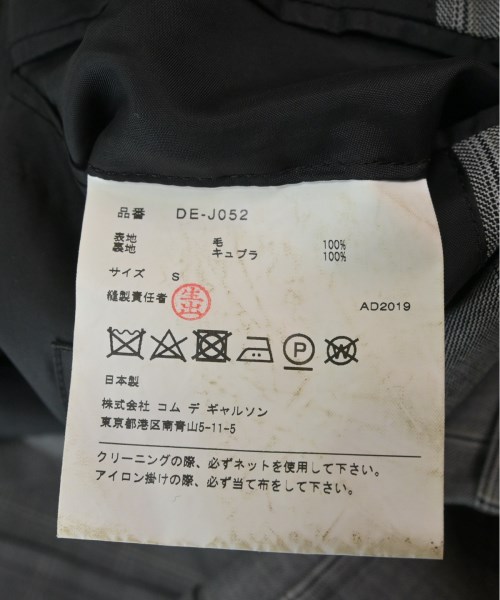 品番 DE-J052
表地 毛 100%
裏地 キュプラ 100%
サイズ S
縫製責任者 生出
AD2019
P W
日本製
株式会社 コム デ ギャルソン
東京都港区南青山5-11-5
クリーニングの際、必ずネットを使用して下さい。
アイロン掛けの際、必ず当て布をして下さい。